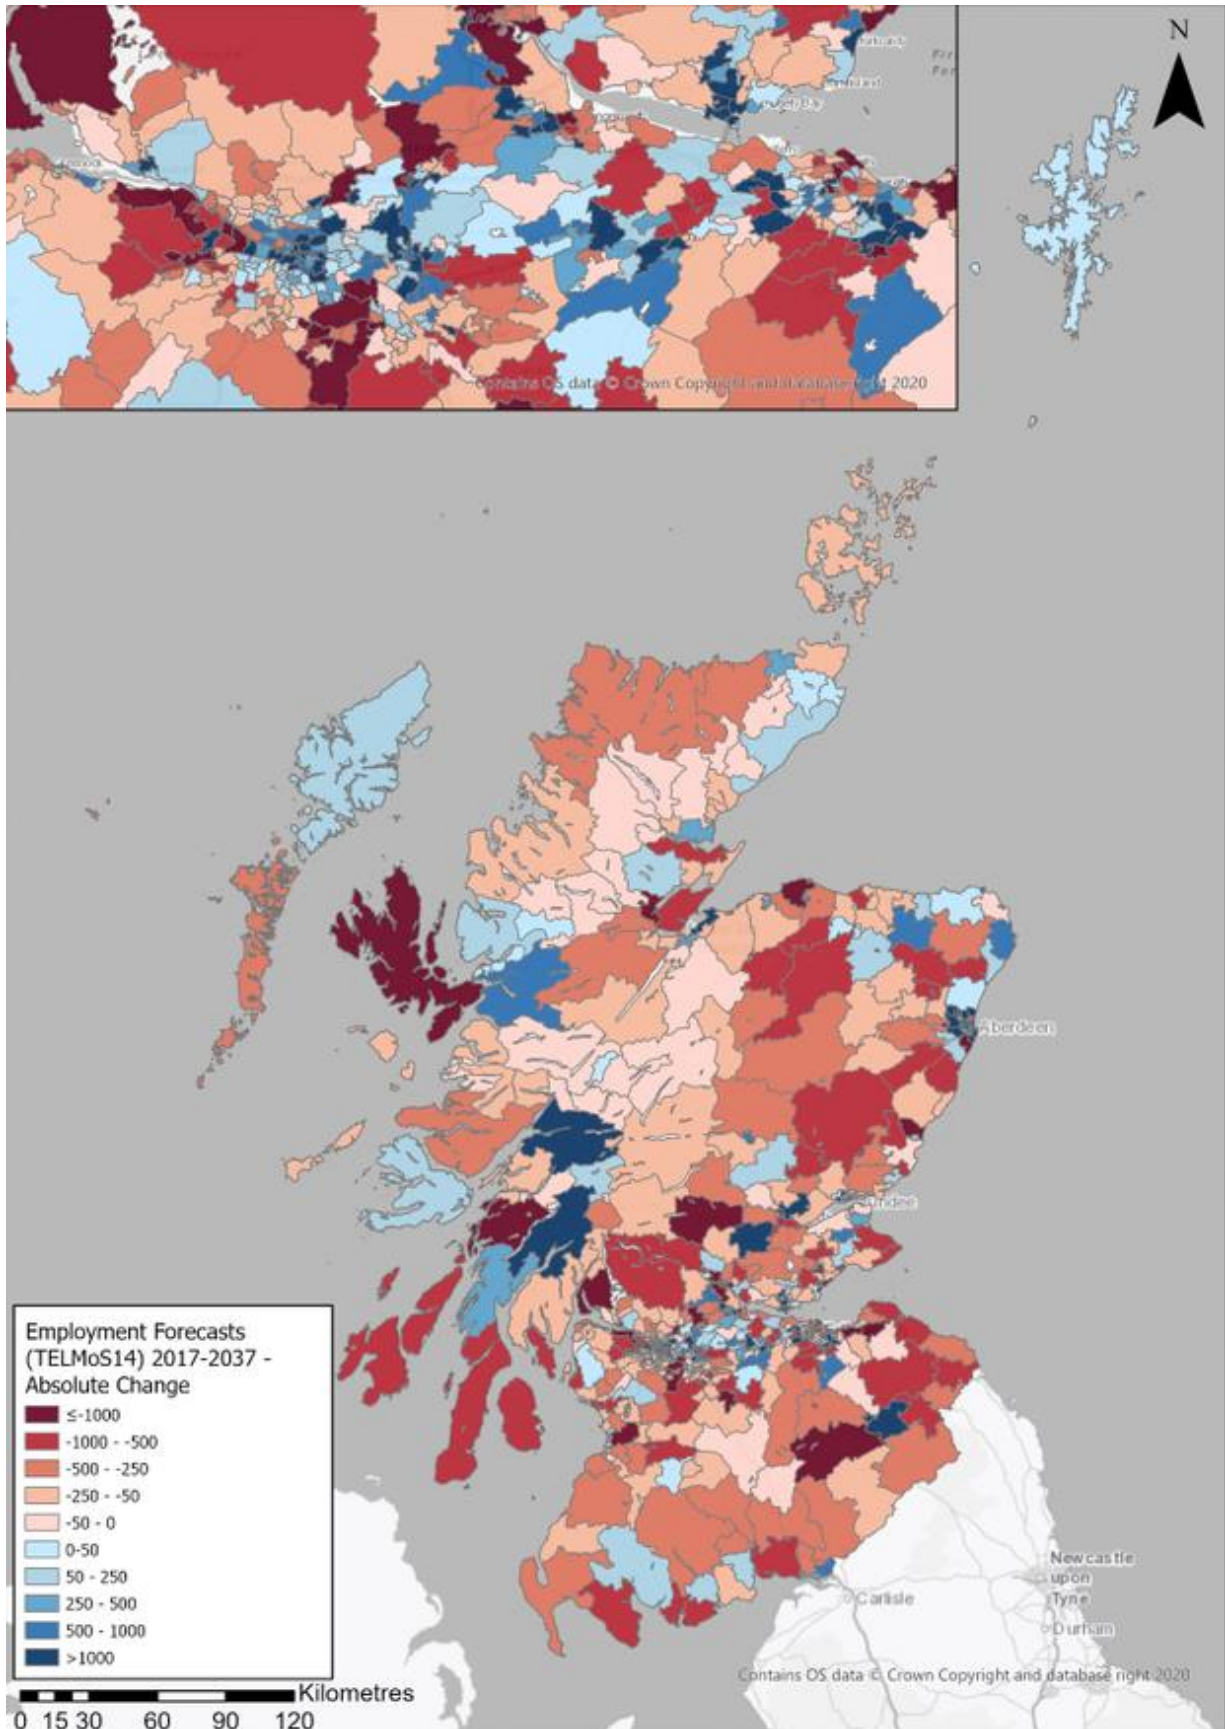 N
Contains OS data © Crown Copyright and database right 2020
Aberdeen
Employment Forecasts
(TELMoS14) 2017-2037 -
Absolute Change
≤-1000
-1000 - -500
-500 - -250
-250 - -50
-50 - 0
0-50
50 - 250
250 - 500
500 - 1000
>1000
Newcastle
upon
Tyne
Carlisle
Durham
Contains OS data © Crown Copyright and database right 2020
Kilometres
0 15 30 60 90 120